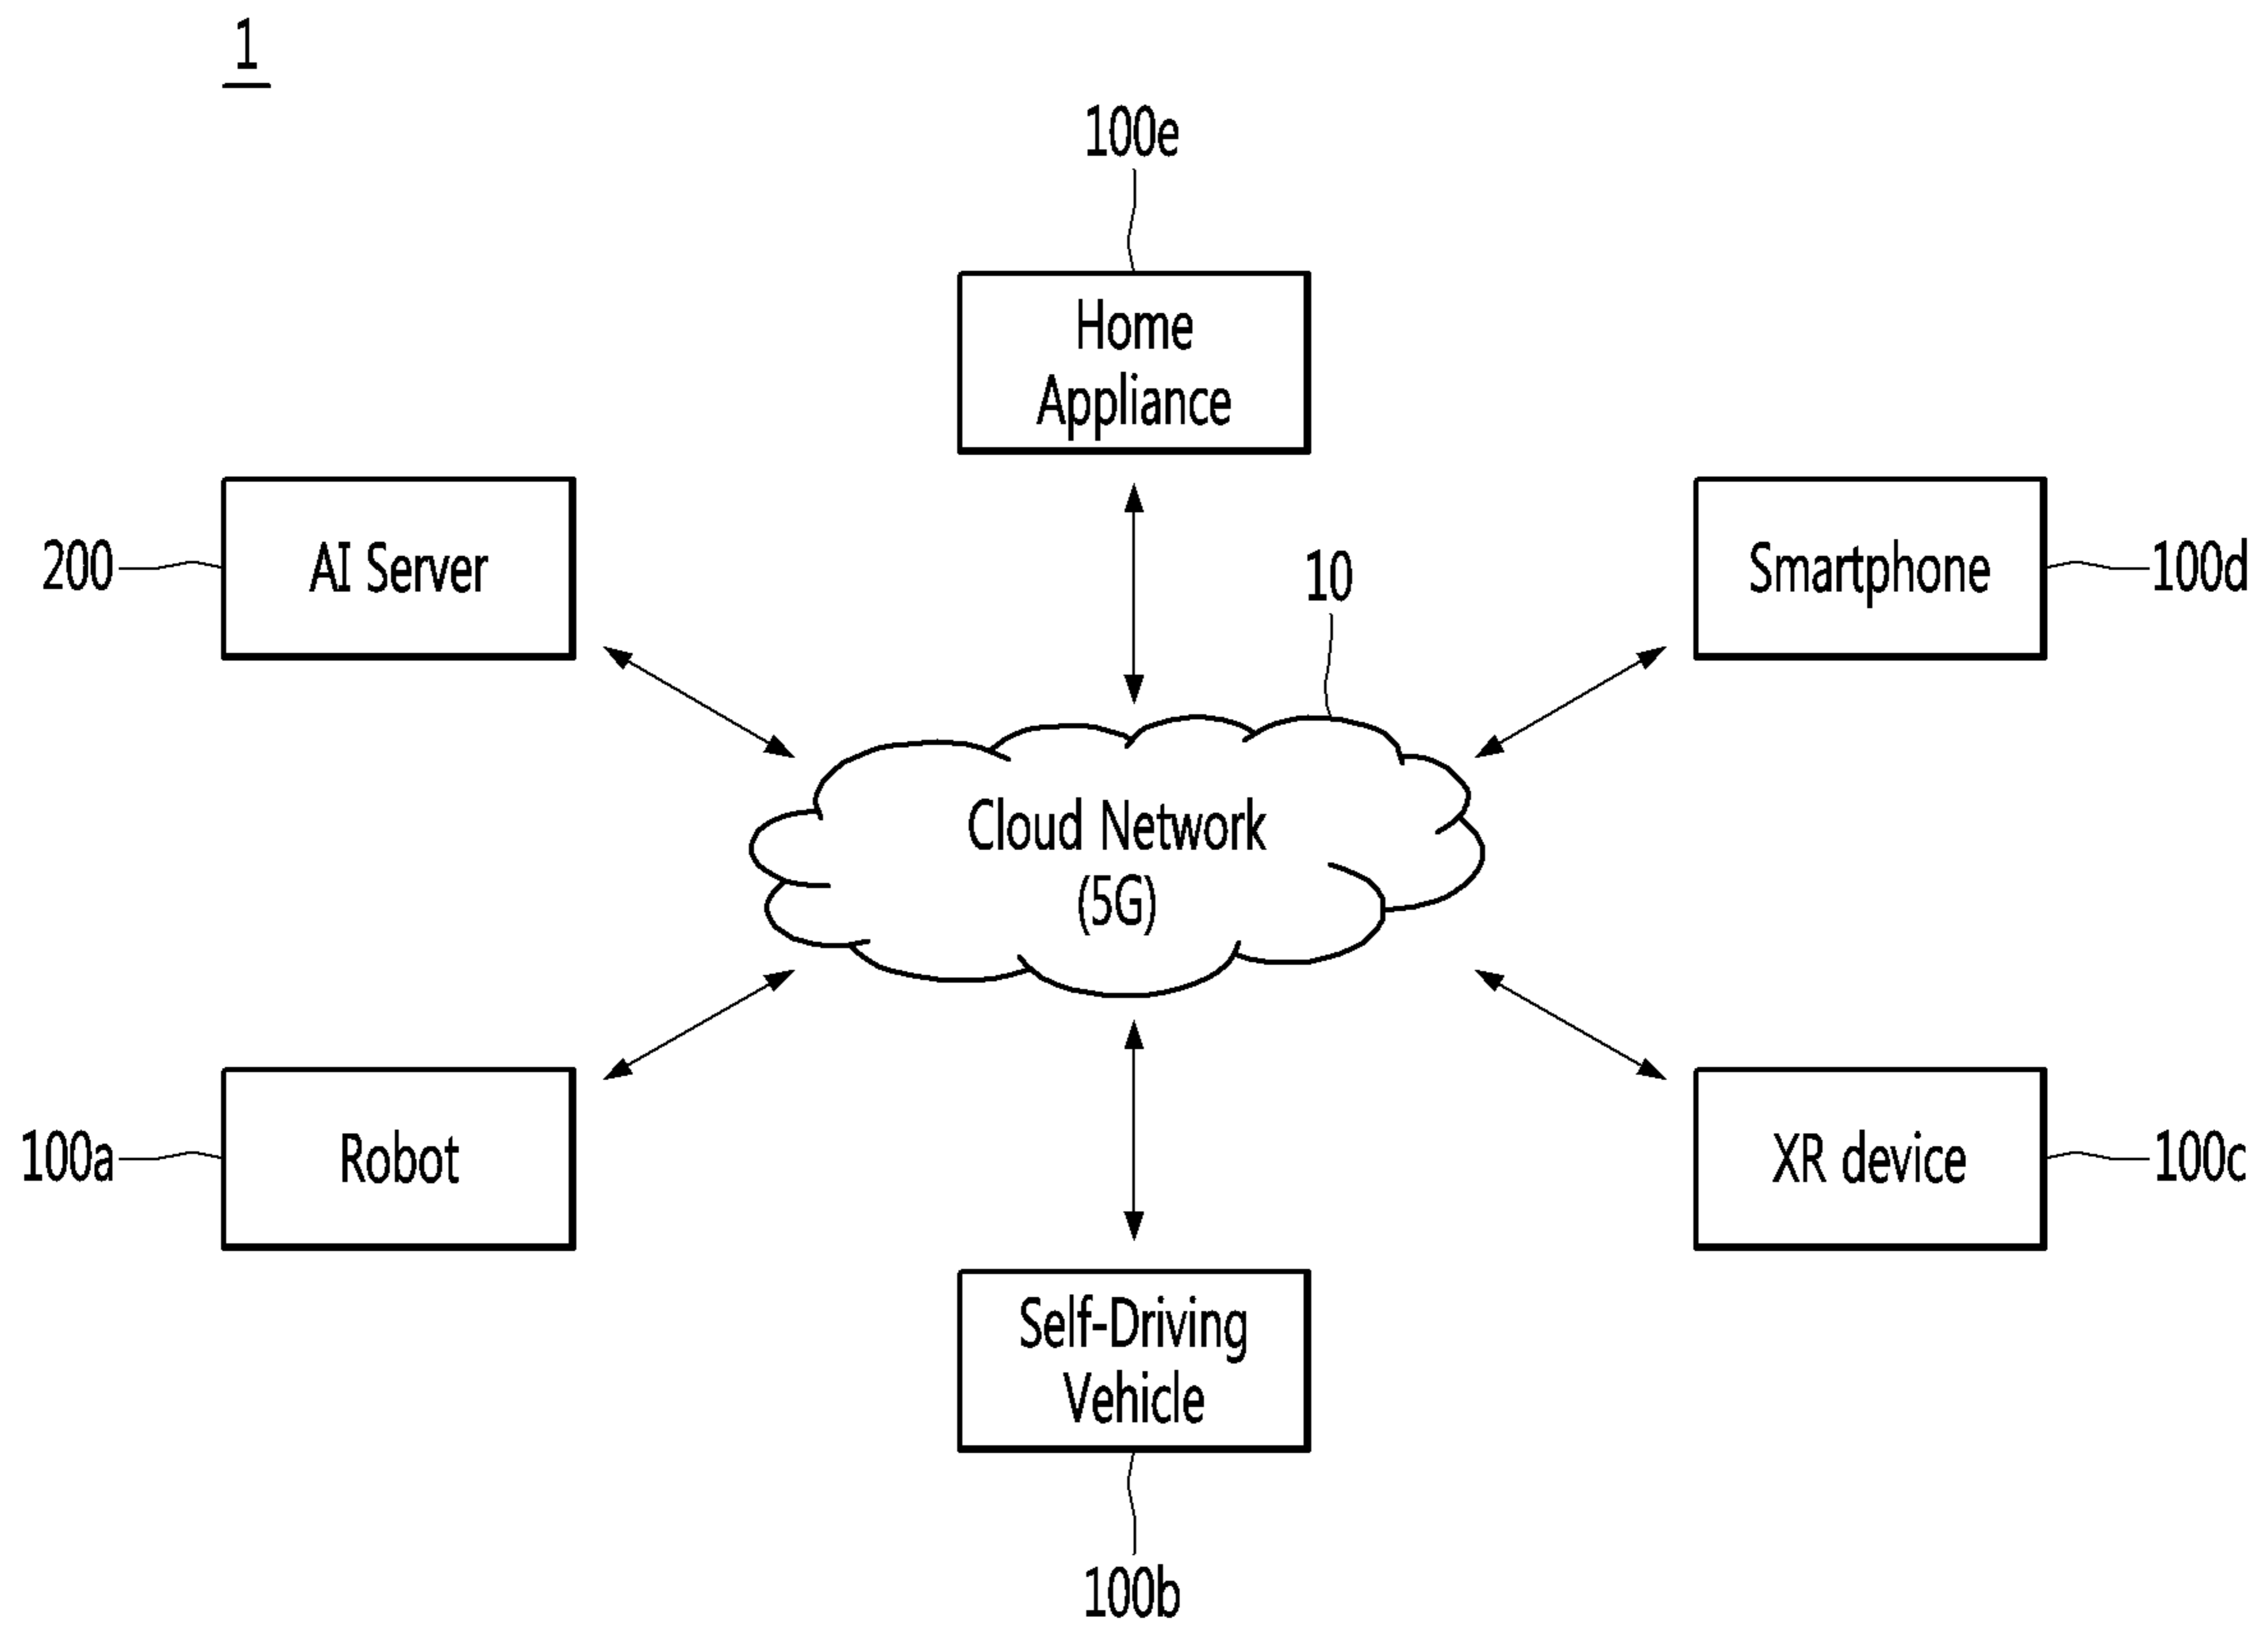 1
100e
Home
Appliance
200
AI Server
Smartphone
100d
10
Cloud Network
(5G)
100a
Robot
XR device
100c
Self-Driving
Vehicle
100b